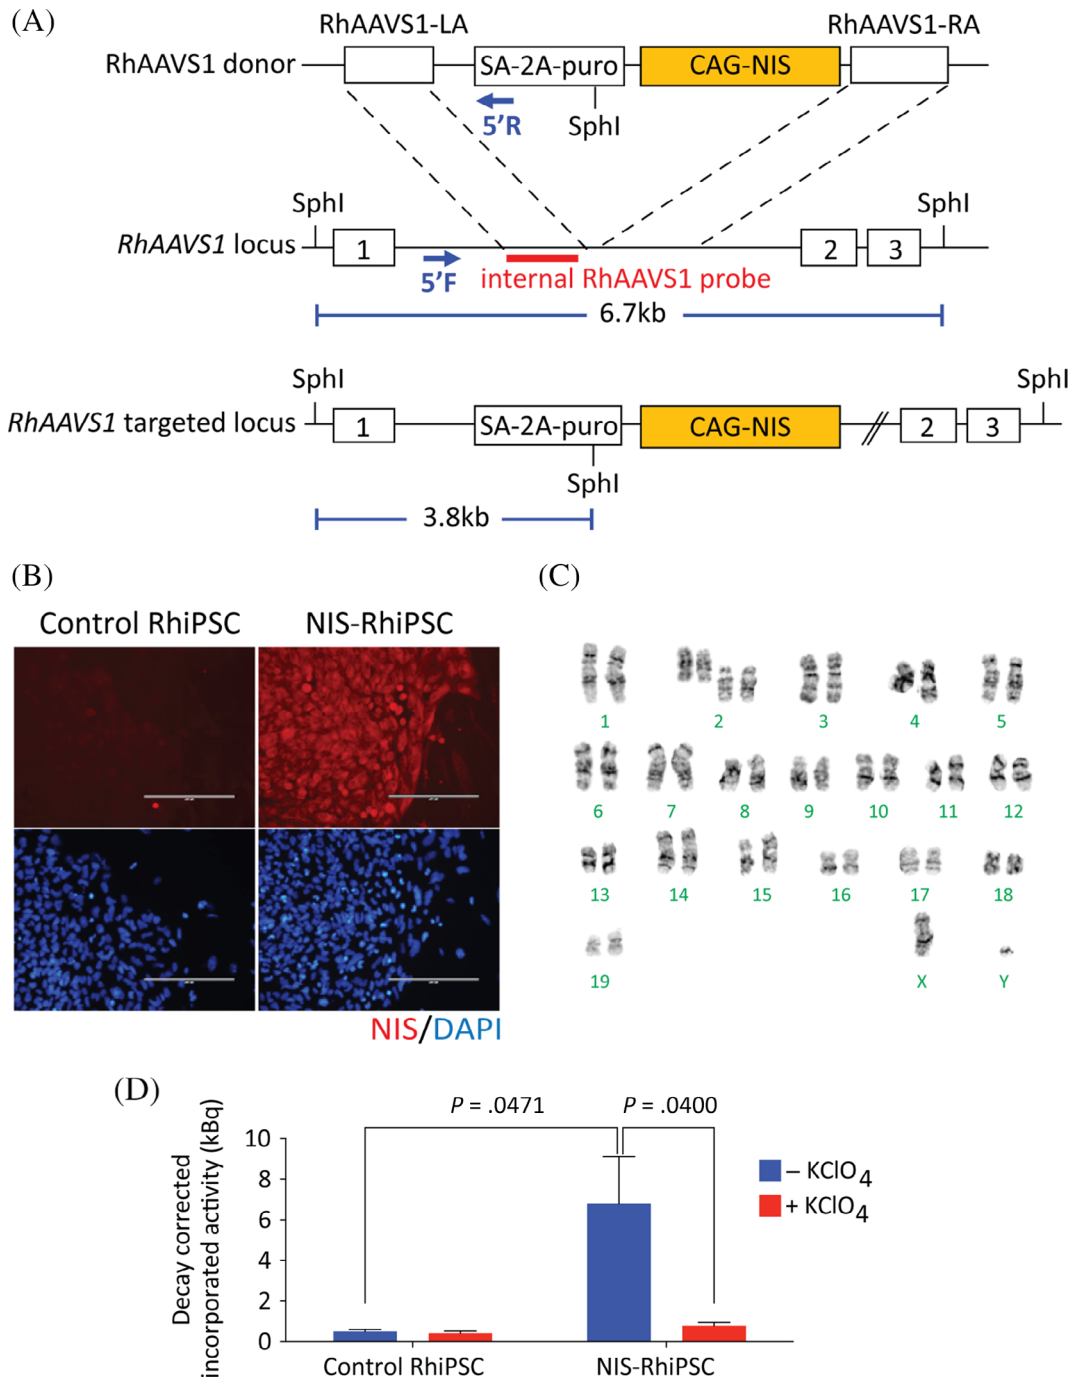 (A)
RhAAVS1-LA
RhAAVS1-RA
RhAAVS1 donor
SA-2A-puro
CAG-NIS
5'R
SphI
SphI
SphI
RhAAVS1 locus
1
2
3
5'F
internal RhAAVS1 probe
6.7kb
SphI
SphI
RhAAVS1 targeted locus
1
SA-2A-puro
CAG-NIS
2
3
SphI
3.8kb
(B)
Control RhiPSC
NIS-RhiPSC
NIS/DAPI
(C)
1 2 3 4 5
6 7 8 9 10 11 12
13 14 15 16 17 18
19 X Y
(D)
P = .0471
P = .0400
Decay corrected
incorporated activity (kBq)
10
8
6
4
2
0
– KClO4
+ KClO4
Control RhiPSC
NIS-RhiPSC